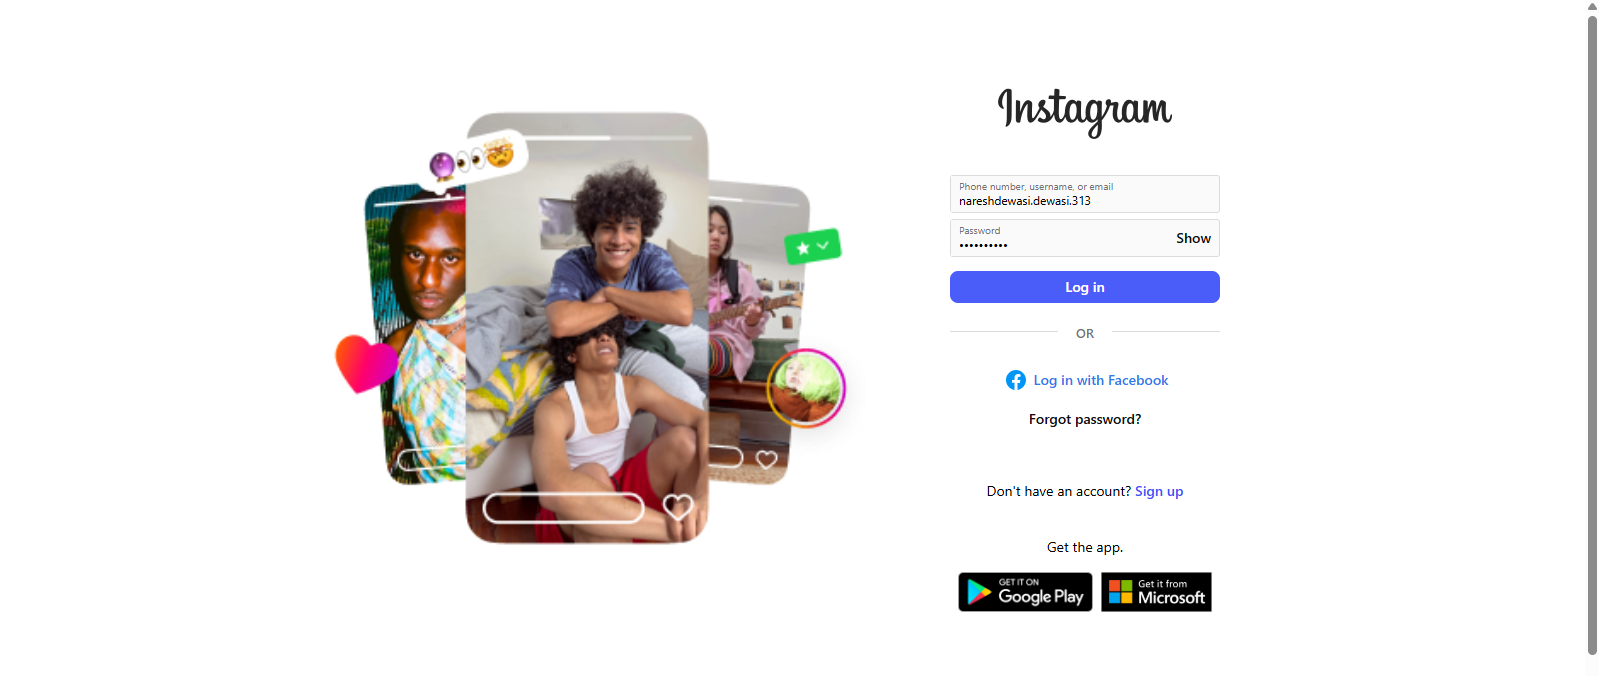 Instagram
Phone number, username, or email
nareshdewasi.dewasi.313
Password
••••••••••
Show
Log in
OR
Log in with Facebook
Forgot password?
Don't have an account? Sign up
Get the app.
GET IT ON
Google Play
Get it from
Microsoft